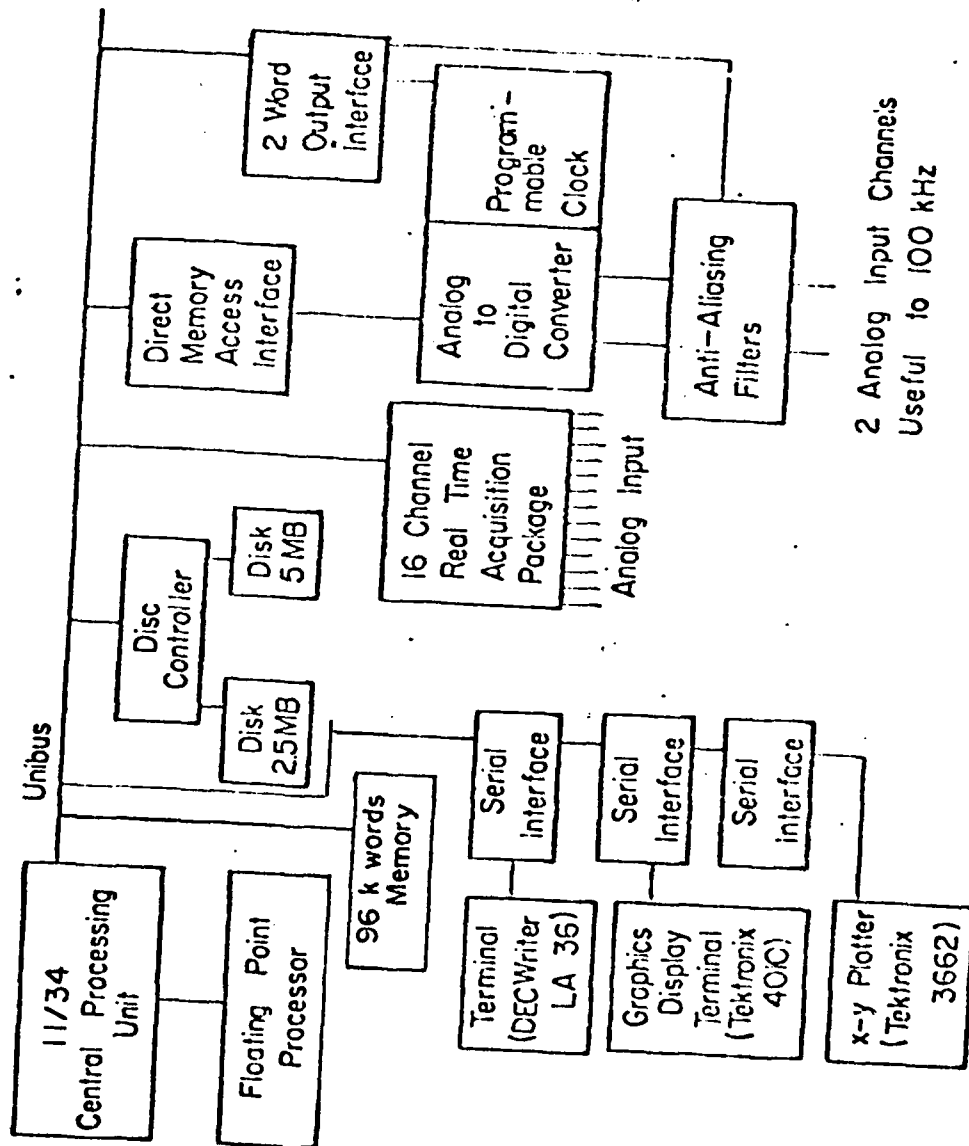 Unibus
11/34
Central Processing
Unit
Floating Point
Processor
96 k words
Memory
Disc
Controller
Disk
2.5MB
Disk
5MB
Direct
Memory
Access
Interface
2 Word
Output
Interface
16 Channel
Real Time
Acquisition
Package
Analog Input
Analog
to
Digital
Converter
Program-
mable
Clock
Anti-Aliasing
Filters
2 Analog Input Channels
Useful to 100 kHz
Terminal
(DECWriter
LA 36)
Serial
Interface
Graphics
Display
Terminal
(Tektronix
Serial
Interface
x-y Plotter
(Tektronix
3662)
Serial
interface